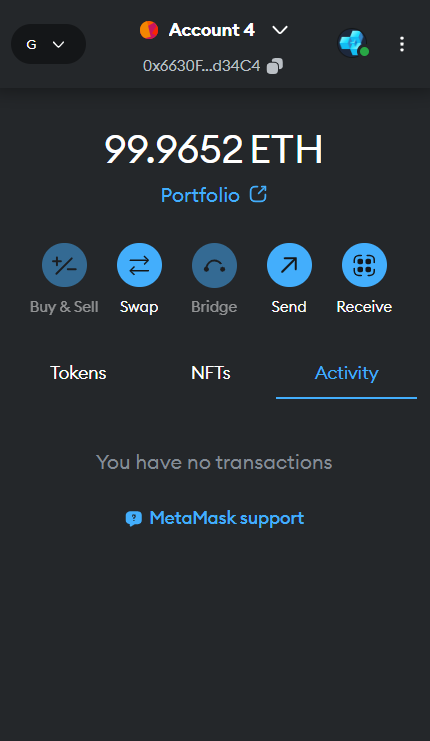 G
Account 4
0x6630F...d34C4
99.9652 ETH
Portfolio
Buy & Sell Swap Bridge Send Receive
Tokens NFTs Activity
You have no transactions
MetaMask support